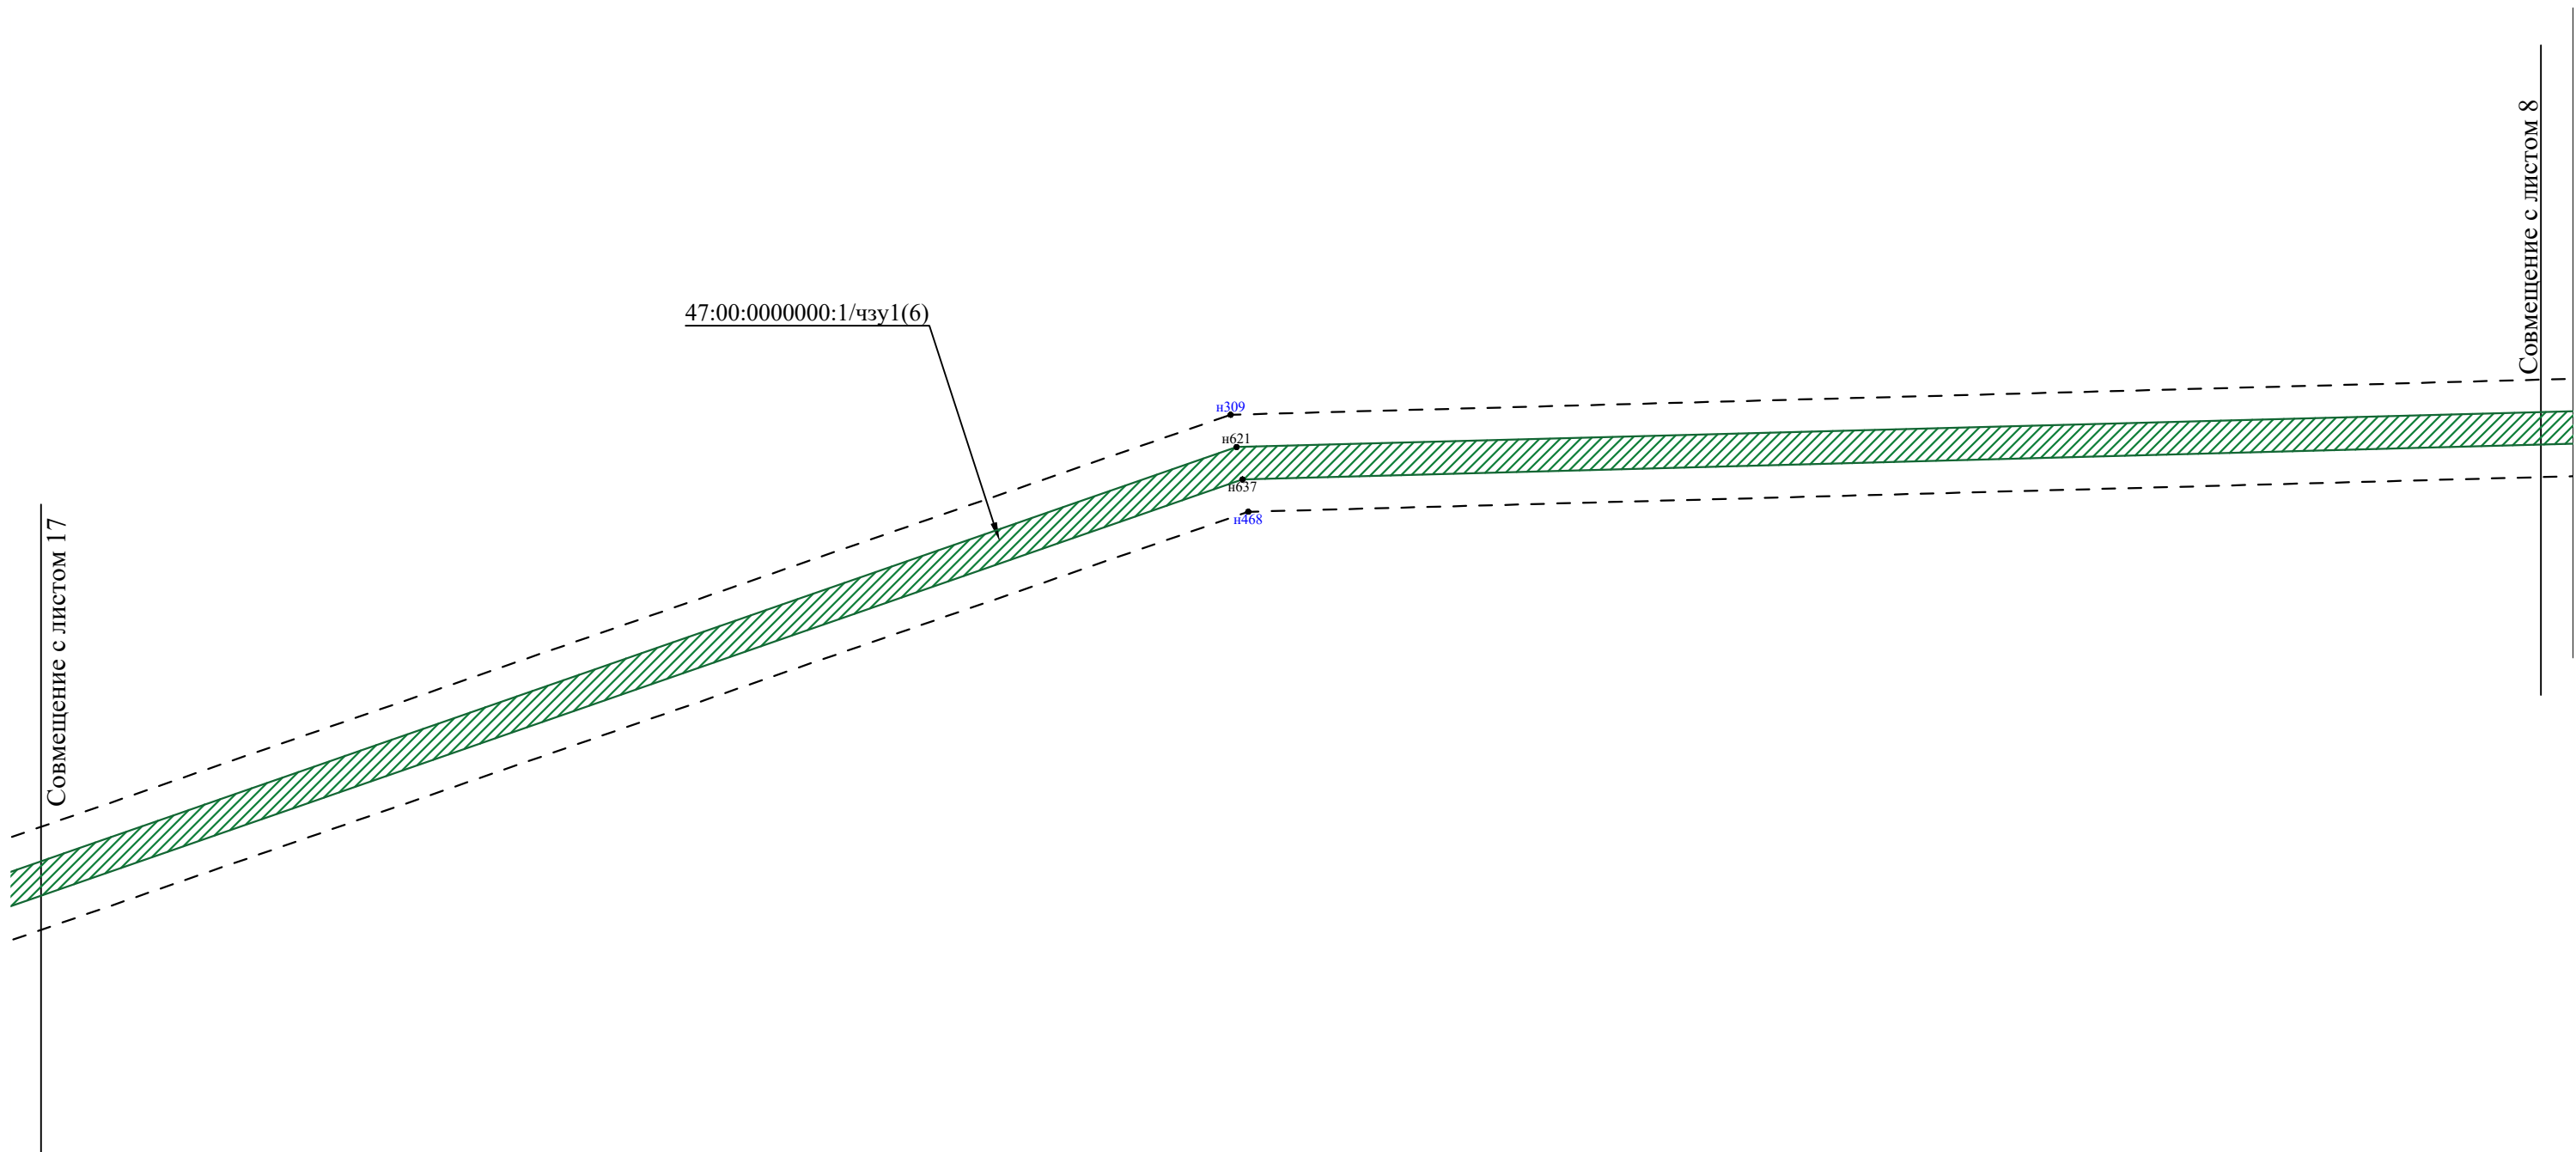 Совмещение с листом 8
47:00:0000000:1/чзу1(6)
н309
н621
н637
н468
Совмещение с листом 17